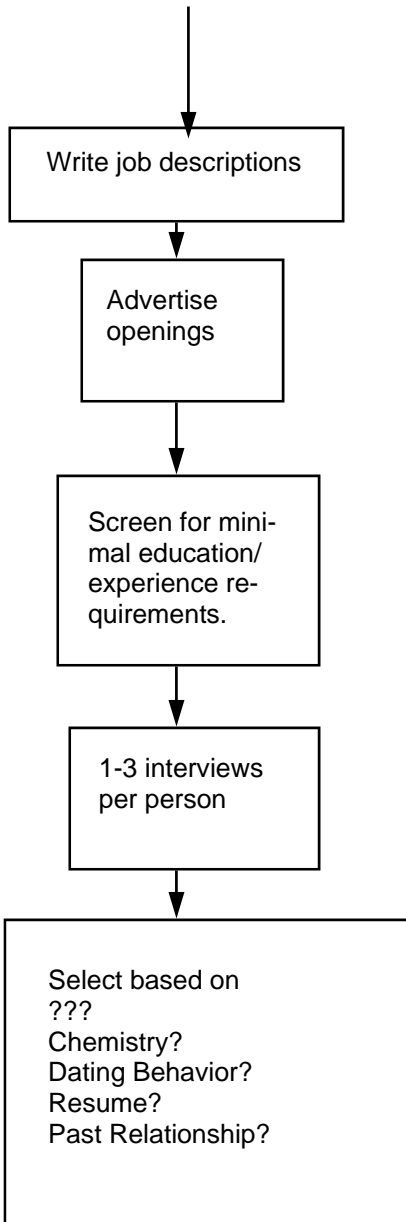 Write job descriptions
Advertise
openings
Screen for mini-
mal education/
experience re-
quirements.
1-3 interviews
per person
Select based on
???
Chemistry?
Dating Behavior?
Resume?
Past Relationship?